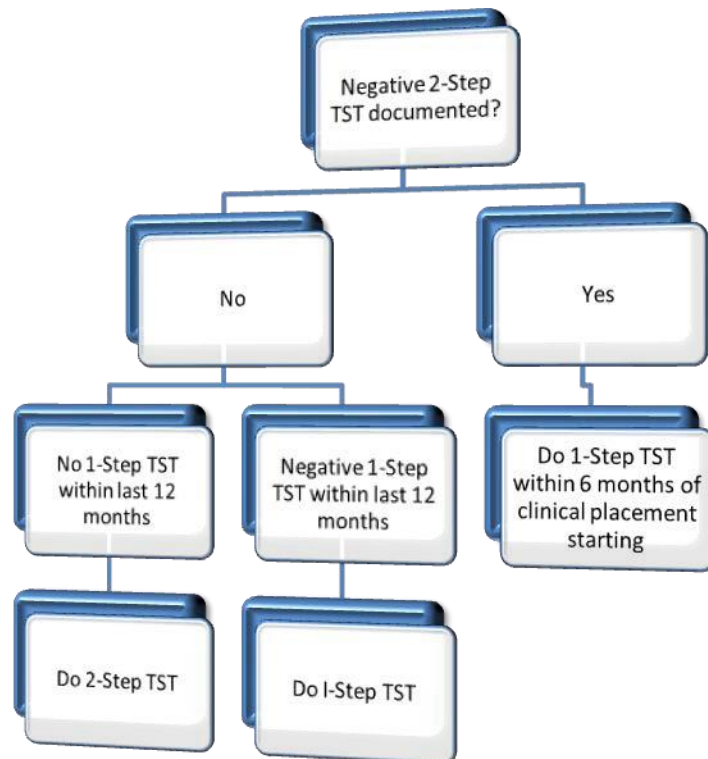 Negative 2-Step
TST documented?
No
Yes
No 1-Step TST
within last 12
months
Negative 1-Step
TST within last 12
months
Do 1-Step TST
within 6 months of
clinical placement
starting
Do 2-Step TST
Do I-Step TST